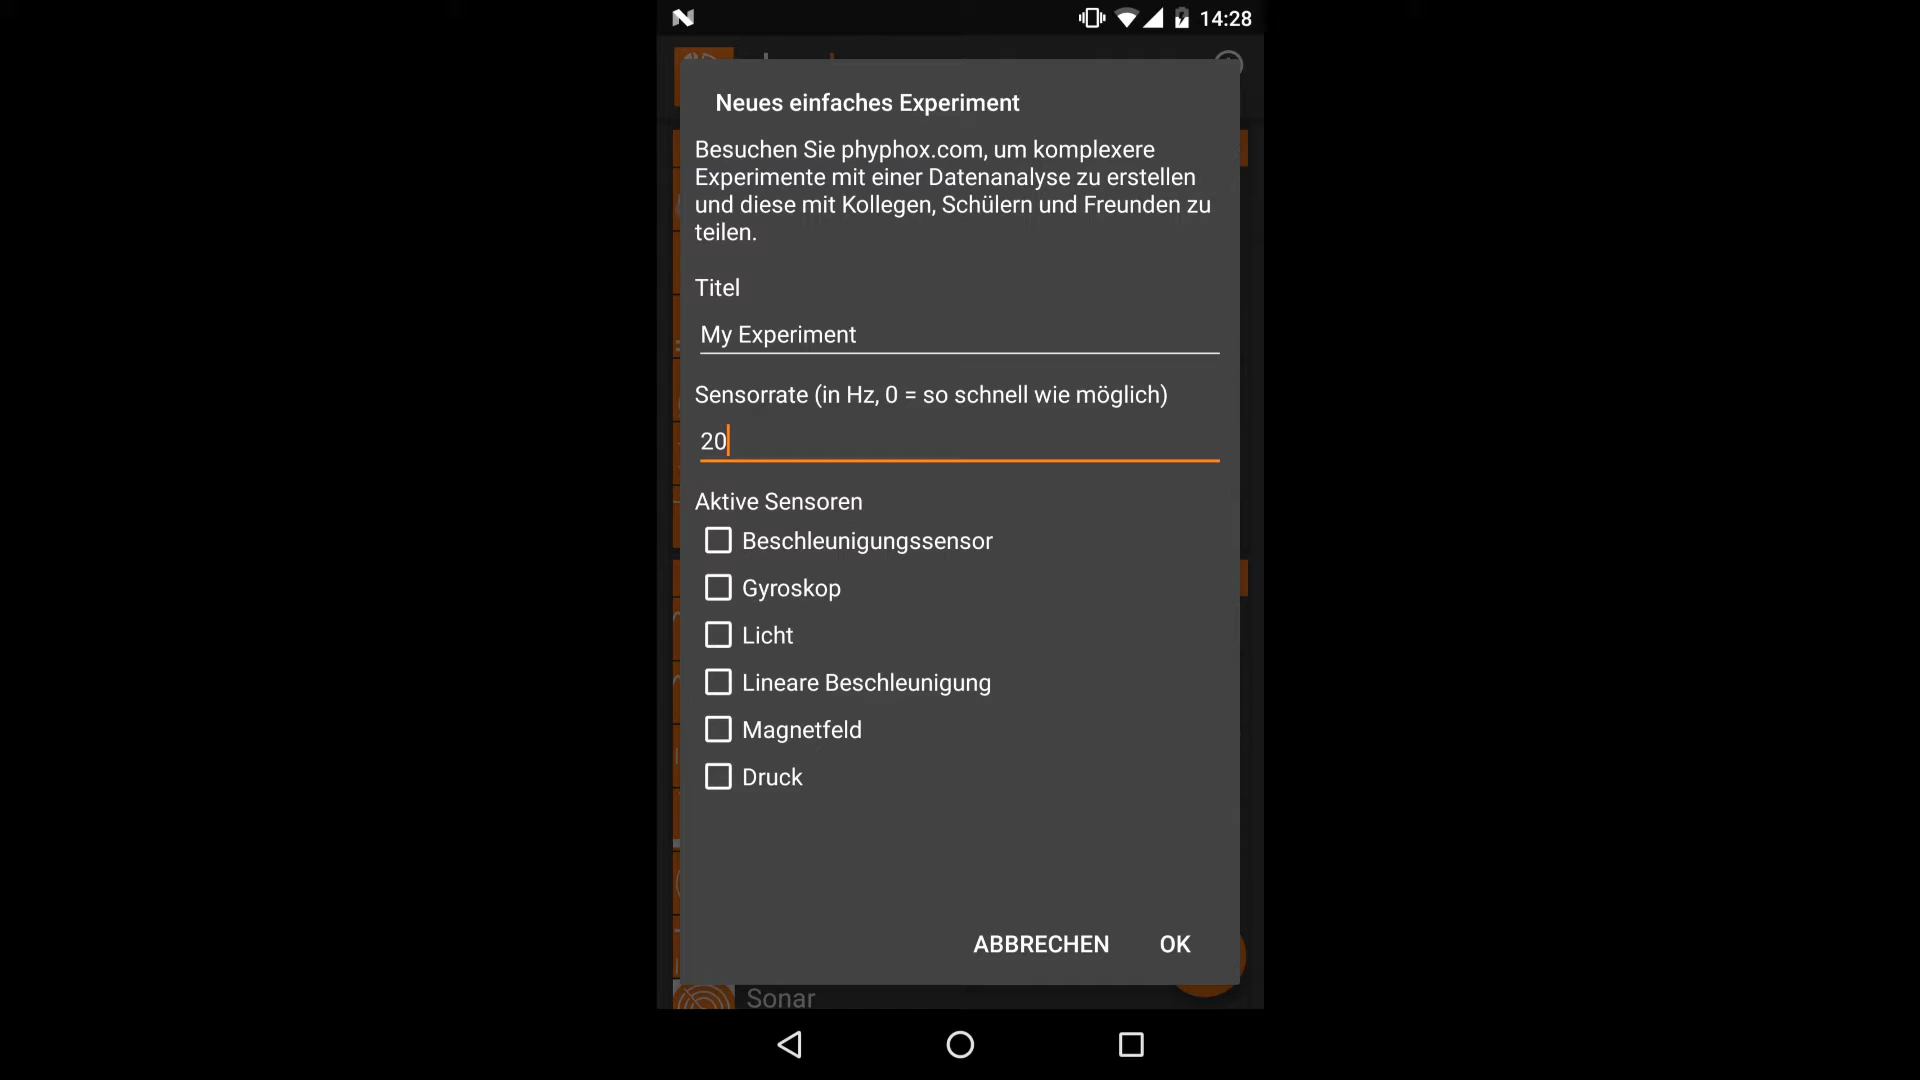 14:28
Neues einfaches Experiment
Besuchen Sie phyphox.com, um komplexere
Experimente mit einer Datenanalyse zu erstellen
und diese mit Kollegen, Schülern und Freunden zu
teilen.
Titel
My Experiment
Sensorrate (in Hz, 0 = so schnell wie möglich)
20
Aktive Sensoren
Beschleunigungssensor
Gyroskop
Licht
Lineare Beschleunigung
Magnetfeld
Druck
ABBRECHEN OK
Sonar